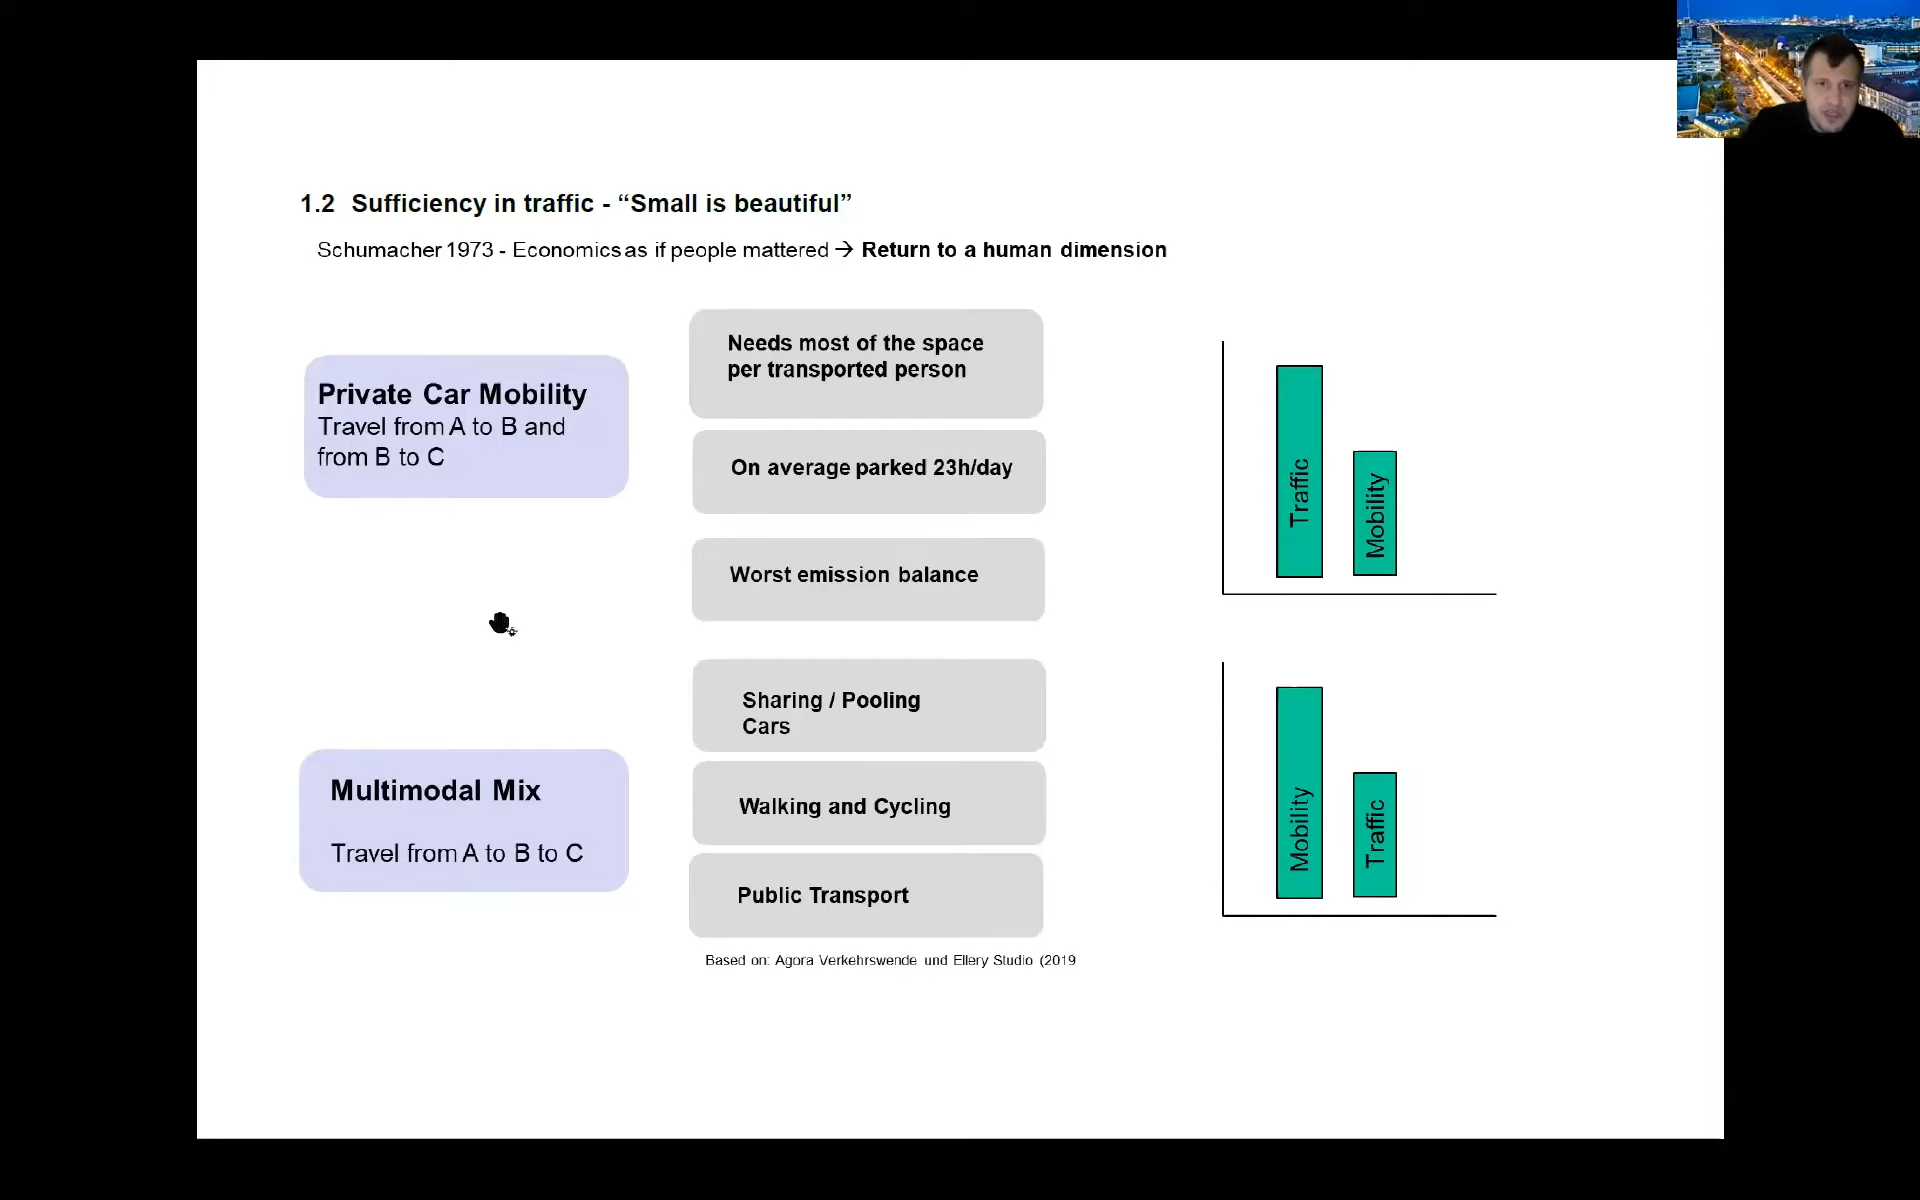 1.2 Sufficiency in traffic - “Small is beautiful”
Schumacher 1973 - Economics as if people mattered → Return to a human dimension
Private Car Mobility
Travel from A to B and
from B to C
Needs most of the space
per transported person
On average parked 23h/day
Worst emission balance
Traffic
Mobility
Multimodal Mix
Travel from A to B to C
Sharing / Pooling
Cars
Walking and Cycling
Public Transport
Mobility
Traffic
Based on: Agora Verkehrswende und Ellery Studio (2019